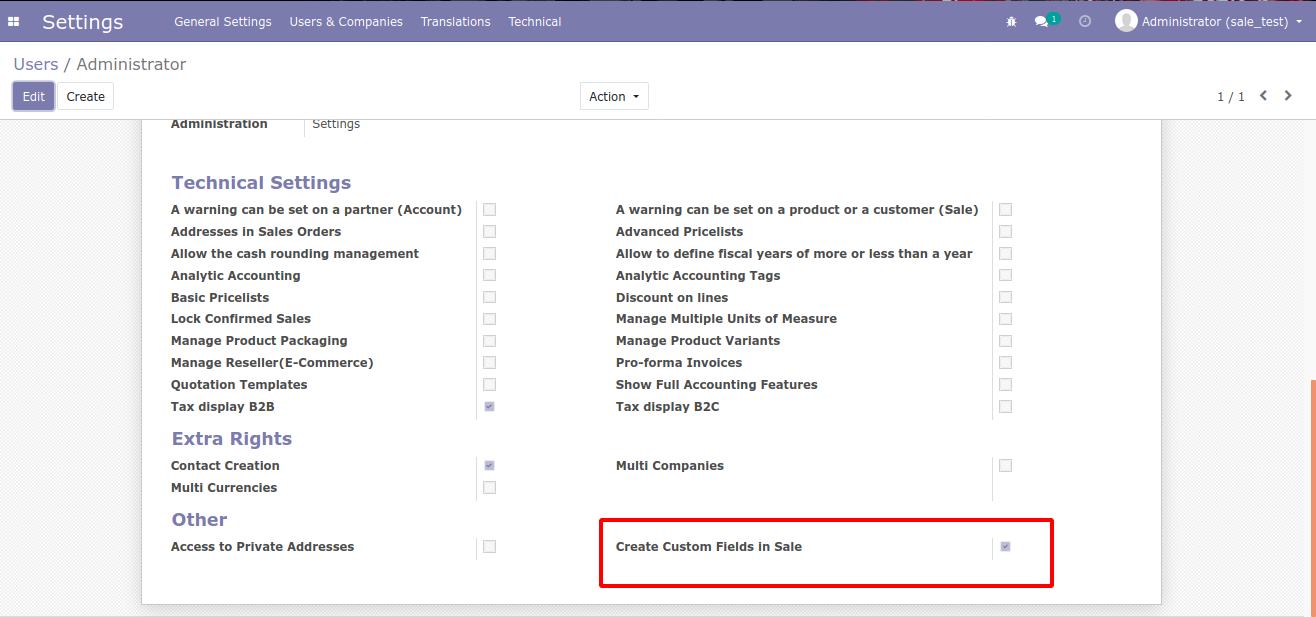 Settings General Settings Users & Companies Translations Technical 1 Administrator (sale_test)
Users / Administrator
Edit Create Action 1 / 1
Administration Settings
Technical Settings
A warning can be set on a partner (Account) A warning can be set on a product or a customer (Sale)
Addresses in Sales Orders Advanced Pricelists
Allow the cash rounding management Allow to define fiscal years of more or less than a year
Analytic Accounting Analytic Accounting Tags
Basic Pricelists Discount on lines
Lock Confirmed Sales Manage Multiple Units of Measure
Manage Product Packaging Manage Product Variants
Manage Reseller(E-Commerce) Pro-forma Invoices
Quotation Templates Show Full Accounting Features
Tax display B2B Tax display B2C
Extra Rights
Contact Creation Multi Companies
Multi Currencies
Other
Access to Private Addresses Create Custom Fields in Sale